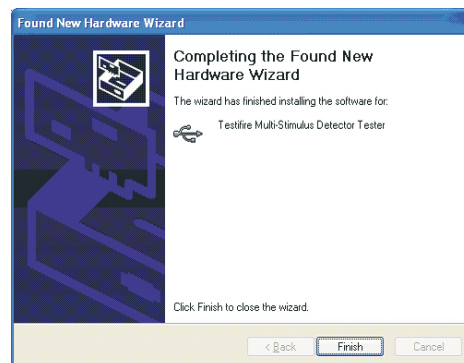 Found New Hardware Wizard
Completing the Found New
Hardware Wizard
The wizard has finished installing the software for:
Testifire Multi-Stimulus Detector Tester
Click Finish to close the wizard.
< Back Finish Cancel